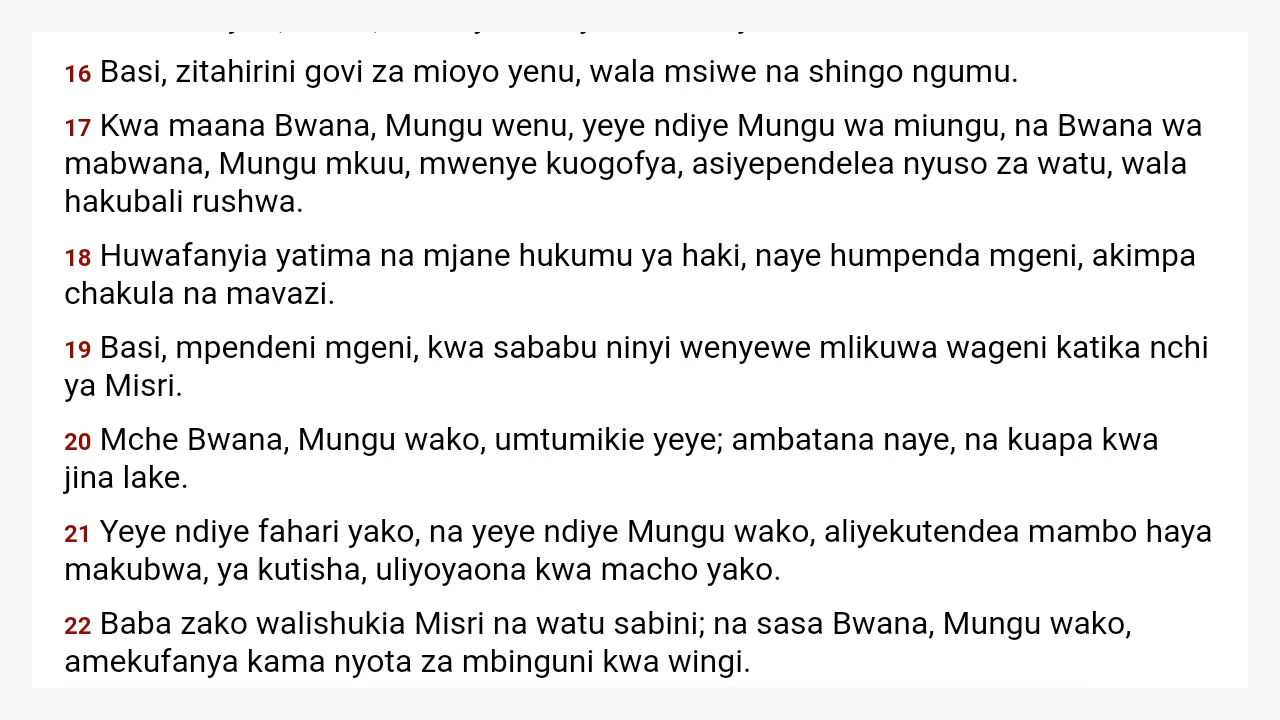 16 Basi, zitahirini govi za mioyo yenu, wala msiwe na shingo ngumu.
17 Kwa maana Bwana, Mungu wenu, yeye ndiye Mungu wa miungu, na Bwana wa
mabwana, Mungu mkuu, mwenye kuogofya, asiyependelea nyuso za watu, wala
hakubali rushwa.
18 Huwafanyia yatima na mjane hukumu ya haki, naye humpenda mgeni, akimpa
chakula na mavazi.
19 Basi, mpendeni mgeni, kwa sababu ninyi wenyewe mlikuwa wageni katika nchi
ya Misri.
20 Mche Bwana, Mungu wako, umtumikie yeye; ambatana naye, na kuapa kwa
jina lake.
21 Yeye ndiye fahari yako, na yeye ndiye Mungu wako, aliyekutendea mambo haya
makubwa, ya kutisha, uliyoyaona kwa macho yako.
22 Baba zako walishukia Misri na watu sabini; na sasa Bwana, Mungu wako,
amekufanya kama nyota za mbinguni kwa wingi.